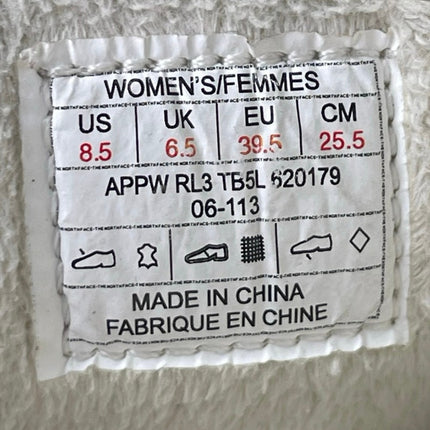 WOMEN'S/FEMMES
US UK EU CM
8.5 6.5 39.5 25.5
APPW RL3 TB5L 620179
06-113
MADE IN CHINA
FABRIQUE EN CHINE